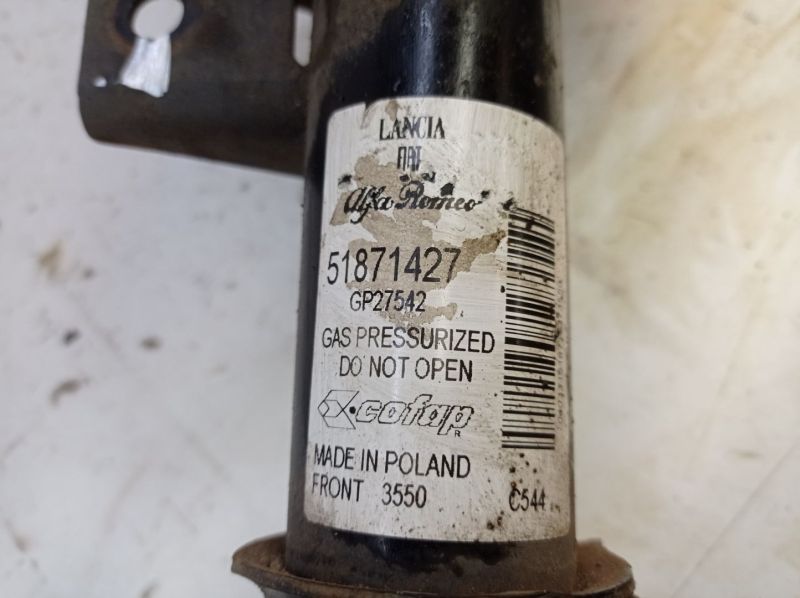 LANCIA
FIAT
Alfa Romeo
51871427
GP27542
GAS PRESSURIZED
DO NOT OPEN
cofap
R
MADE IN POLAND
FRONT 3550
C544